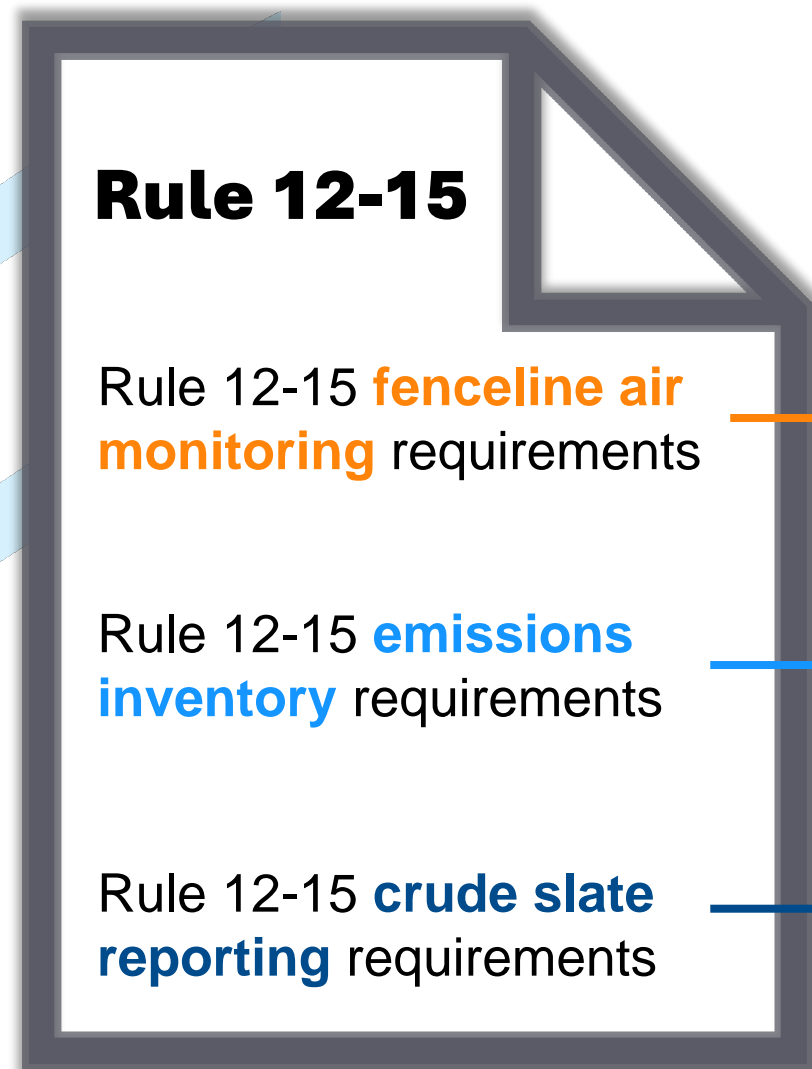 Rule 12-15
Rule 12-15 fenceline air
monitoring requirements
Rule 12-15 emissions
inventory requirements
Rule 12-15 crude slate
reporting requirements